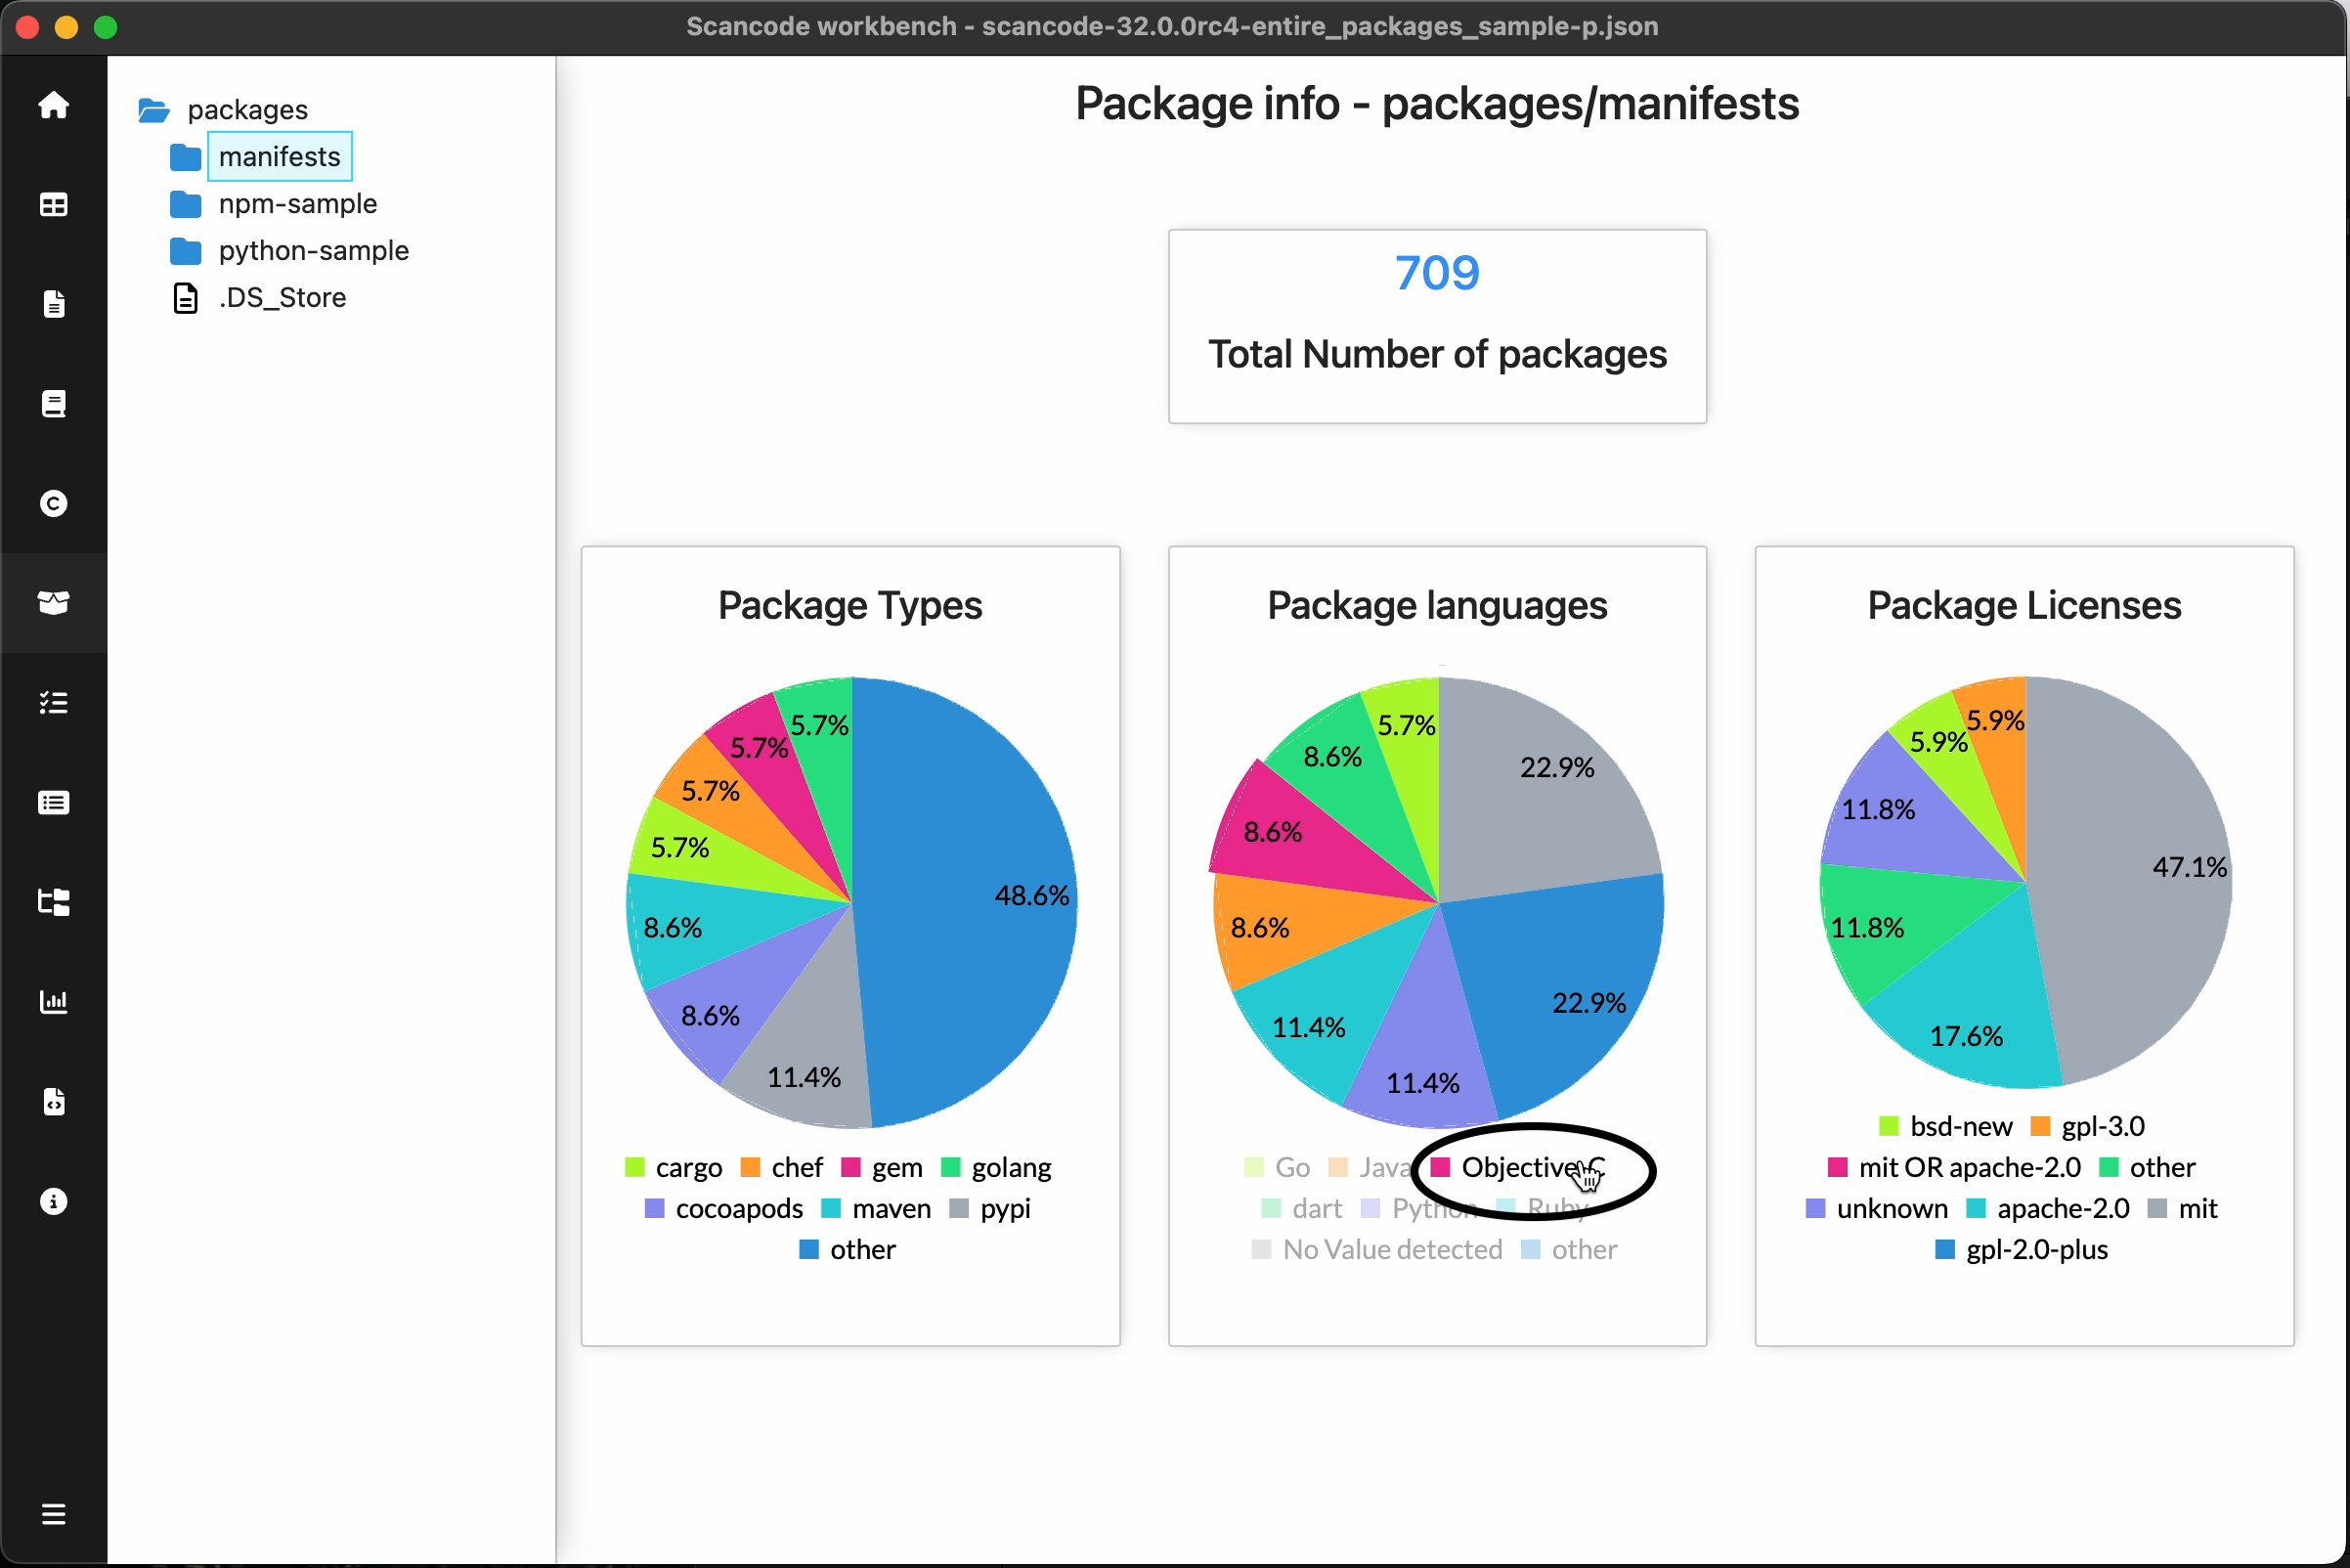 Scancode workbench - scancode-32.0.0rc4-entire_packages_sample-p.json
packages
manifests
npm-sample
python-sample
.DS_Store
Package info - packages/manifests
709
Total Number of packages
Package Types
5.7%
5.7%
5.7%
5.7%
48.6%
8.6%
8.6%
11.4%
cargo chef gem golang
cocoapods maven pypi
other
Package languages
5.7%
8.6%
22.9%
8.6%
8.6%
22.9%
11.4%
11.4%
Go Java Objective-C
dart Python Ruby
No Value detected other
Package Licenses
5.9%
5.9%
11.8%
47.1%
11.8%
17.6%
bsd-new gpl-3.0
mit OR apache-2.0 other
unknown apache-2.0 mit
gpl-2.0-plus